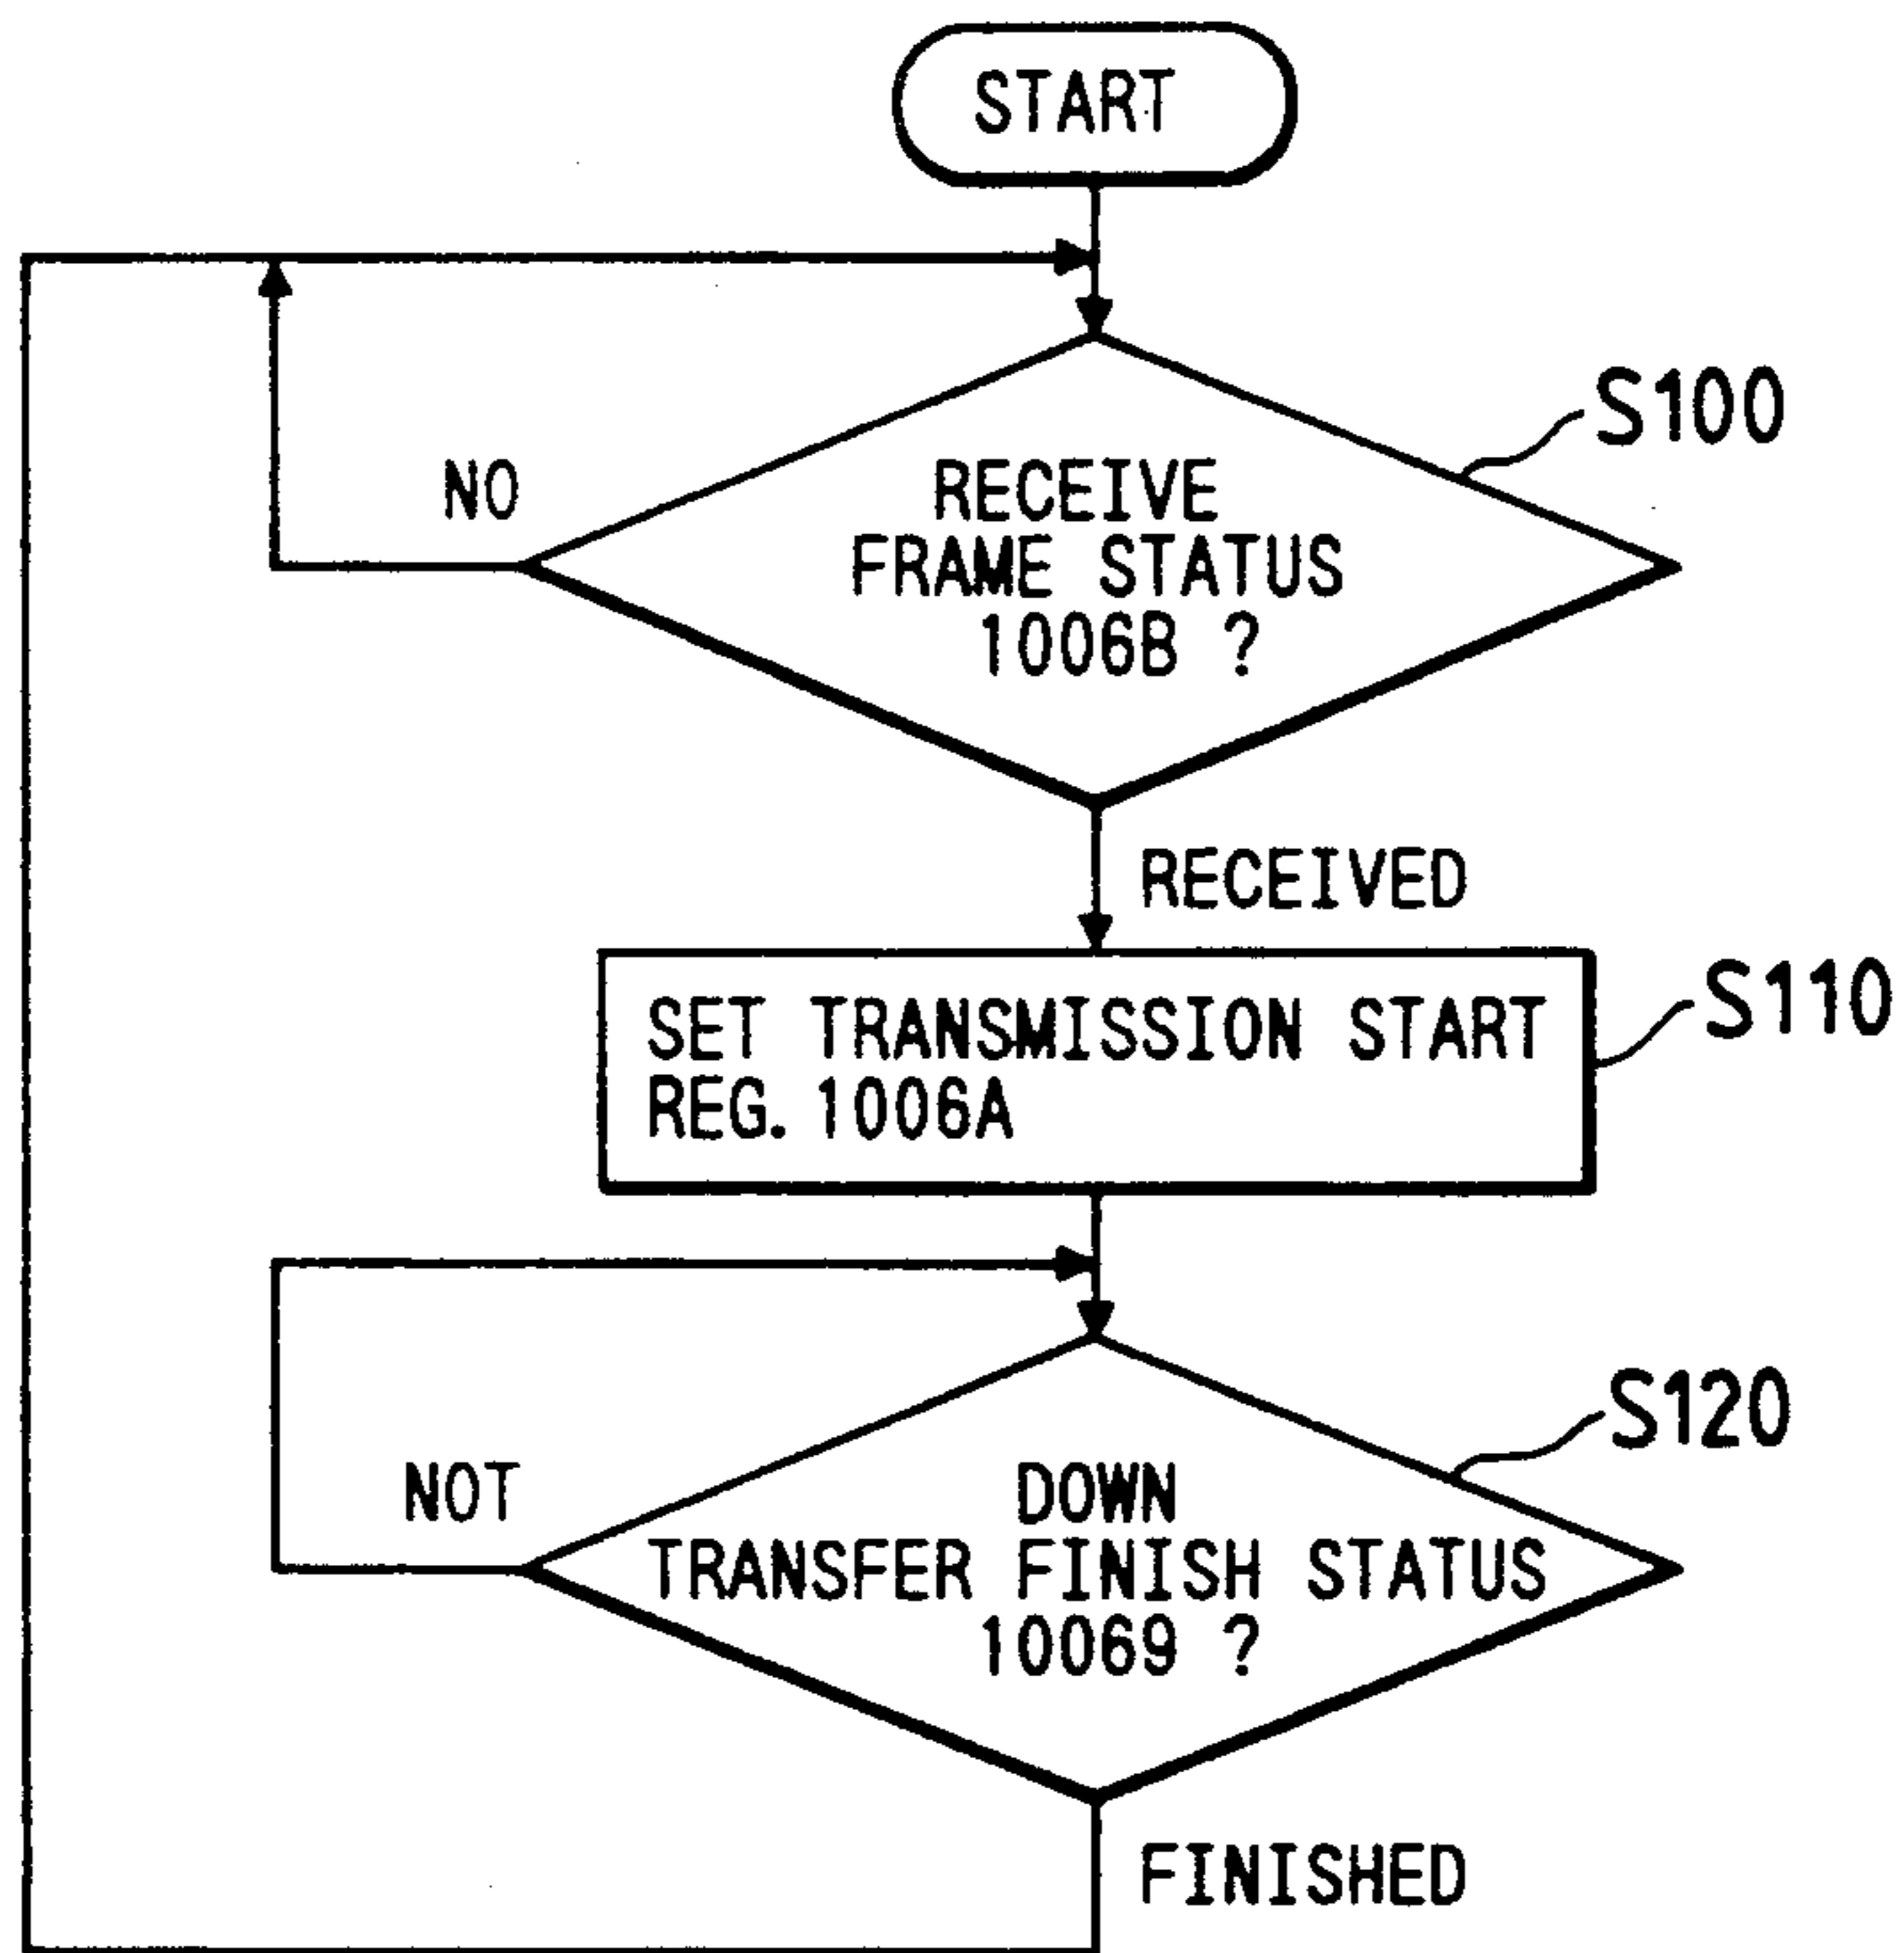 START
S100
NO
RECEIVE
FRAME STATUS
1006B ?
RECEIVED
S110
SET TRANSMISSION START
REG. 1006A
S120
NOT
DOWN
TRANSFER FINISH STATUS
10069 ?
FINISHED